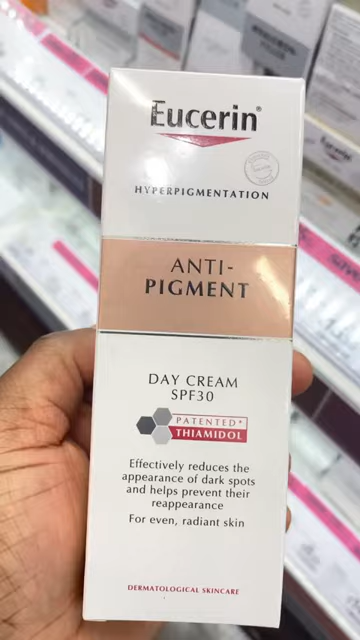 Eucerin®
HYPERPIGMENTATION
ANTI-
PIGMENT
DAY CREAM
SPF30
PATENTED*
THIAMIDOL
Effectively reduces the
appearance of dark spots
and helps prevent their
reappearance
For even, radiant skin
DERMATOLOGICAL SKINCARE